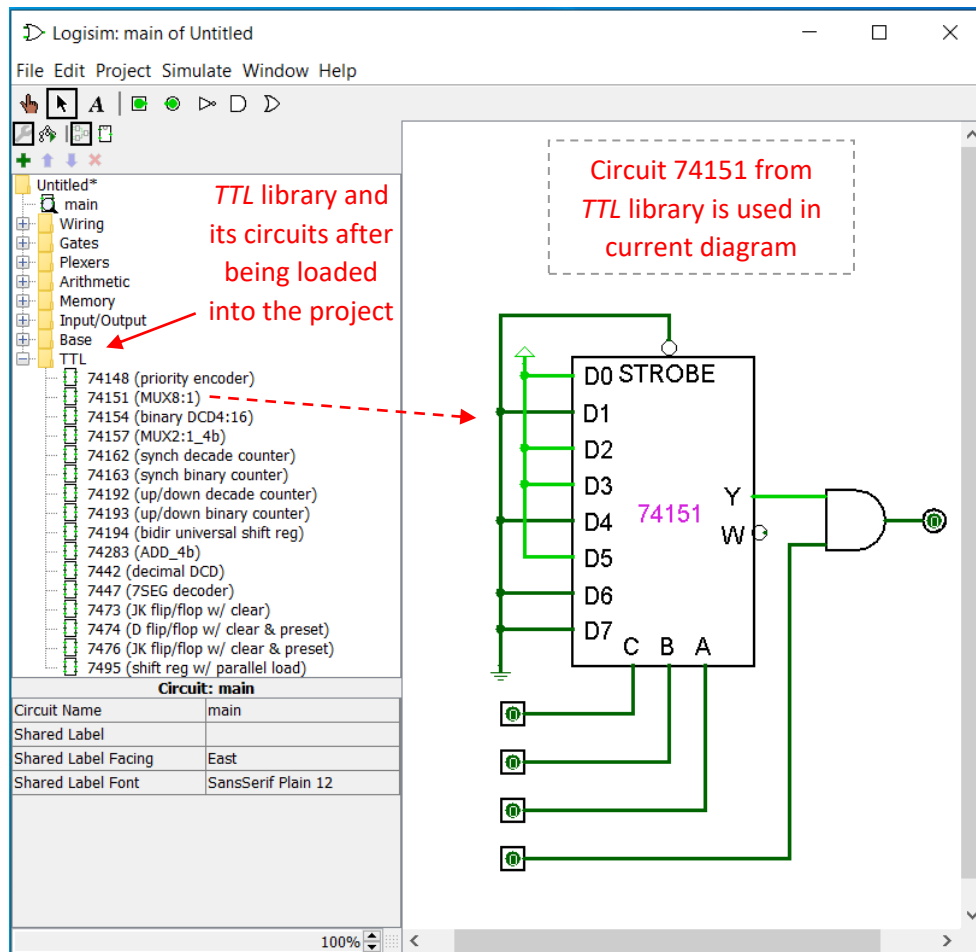 Logisim: main of Untitled
File Edit Project Simulate Window Help
A
Untitled*
main
Wiring
Gates
Plexers
Arithmetic
Memory
Input/Output
Base
TTL
74148 (priority encoder)
74151 (MUX8:1)
74154 (binary DCD4:16)
74157 (MUX2:1_4b)
74162 (synch decade counter)
74163 (synch binary counter)
74192 (up/down decade counter)
74193 (up/down binary counter)
74194 (bidir universal shift reg)
74283 (ADD_4b)
7442 (decimal DCD)
7447 (7SEG decoder)
7473 (JK flip/flop w/ clear)
7474 (D flip/flop w/ clear & preset)
7476 (JK flip/flop w/ clear & preset)
7495 (shift reg w/ parallel load)
TTL library and
its circuits after
being loaded
into the project
Circuit: main
Circuit Name main
Shared Label
Shared Label Facing East
Shared Label Font SansSerif Plain 12
100%
Circuit 74151 from
TTL library is used in
current diagram
D0 STROBE
D1
D2
D3
D4 74151 Y
W
D5
D6
D7
C B A
0
0
0
0
0